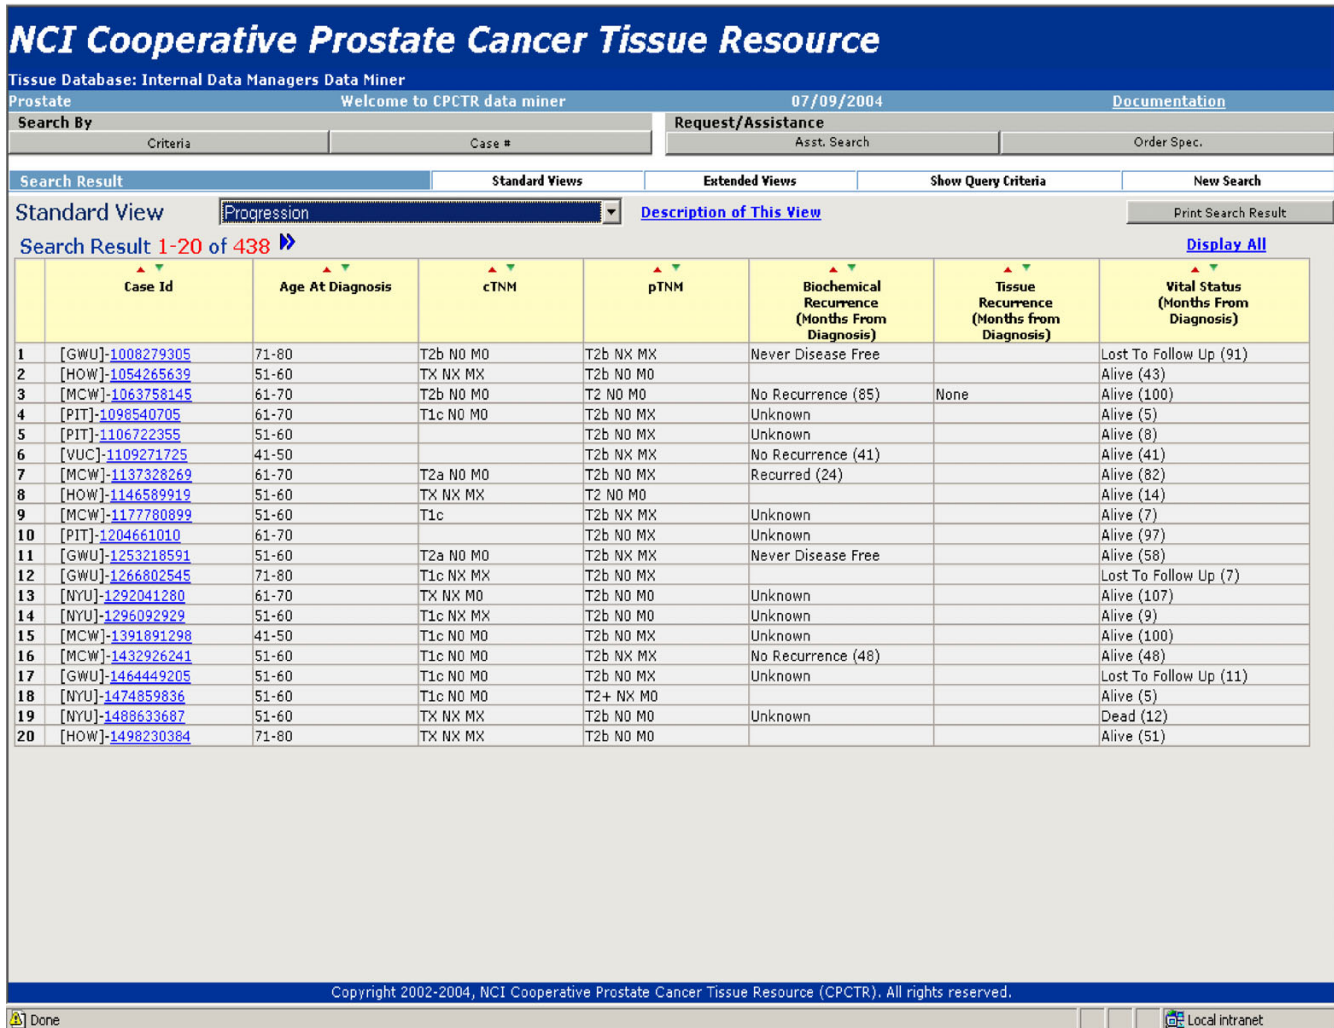 NCI Cooperative Prostate Cancer Tissue Resource
Tissue Database: Internal Data Managers Data Miner
Prostate Welcome to CPCTR data miner 07/09/2004 Documentation
Search By Request/Assistance
Criteria Case # Asst. Search Order Spec.
Search Result Standard Views Extended Views Show Query Criteria New Search
Standard View Progression Description of This View Print Search Result
Search Result 1-20 of 438 Display All
Case Id Age At Diagnosis cTNM pTNM Biochemical Recurrence (Months From Diagnosis) Tissue Recurrence (Months from Diagnosis) Vital Status (Months From Diagnosis)
1 [GWU]-1008279305 71-80 T2b N0 M0 T2b NX MX Never Disease Free Lost To Follow Up (91)
2 [HOW]-1054265639 51-60 TX NX MX T2b N0 M0 Alive (43)
3 [MCW]-1063758145 61-70 T2b N0 M0 T2 N0 M0 No Recurrence (85) None Alive (100)
4 [PIT]-1098540705 61-70 T1c N0 M0 T2b N0 MX Unknown Alive (5)
5 [PIT]-1106722355 51-60 T2b N0 MX Unknown Alive (8)
6 [VUC]-1109271725 41-50 T2b NX MX No Recurrence (41) Alive (41)
7 [MCW]-1137328269 61-70 T2a N0 M0 T2b N0 MX Recurred (24) Alive (82)
8 [HOW]-1146589919 51-60 TX NX MX T2 N0 M0 Alive (14)
9 [MCW]-1177780899 51-60 T1c T2b NX MX Unknown Alive (7)
10 [PIT]-1204661010 61-70 T2b N0 MX Unknown Alive (97)
11 [GWU]-1253218591 51-60 T2a N0 M0 T2b NX MX Never Disease Free Alive (58)
12 [GWU]-1266802545 71-80 T1c NX MX T2b N0 MX Lost To Follow Up (7)
13 [NYU]-1292041280 61-70 TX NX M0 T2b N0 M0 Unknown Alive (107)
14 [NYU]-1296092929 51-60 T1c NX MX T2b N0 M0 Unknown Alive (9)
15 [MCW]-1391891298 41-50 T1c N0 M0 T2b N0 MX Unknown Alive (100)
16 [MCW]-1432926241 51-60 T1c N0 M0 T2b NX MX No Recurrence (48) Alive (48)
17 [GWU]-1464449205 51-60 T1c N0 M0 T2b N0 MX Unknown Lost To Follow Up (11)
18 [NYU]-1474859836 51-60 T1c N0 M0 T2+ NX M0 Alive (5)
19 [NYU]-1488633687 51-60 TX NX MX T2b N0 M0 Unknown Dead (12)
20 [HOW]-1498230384 71-80 TX NX MX T2b N0 M0 Alive (51)
Copyright 2002-2004, NCI Cooperative Prostate Cancer Tissue Resource (CPCTR). All rights reserved.
Done Local intranet